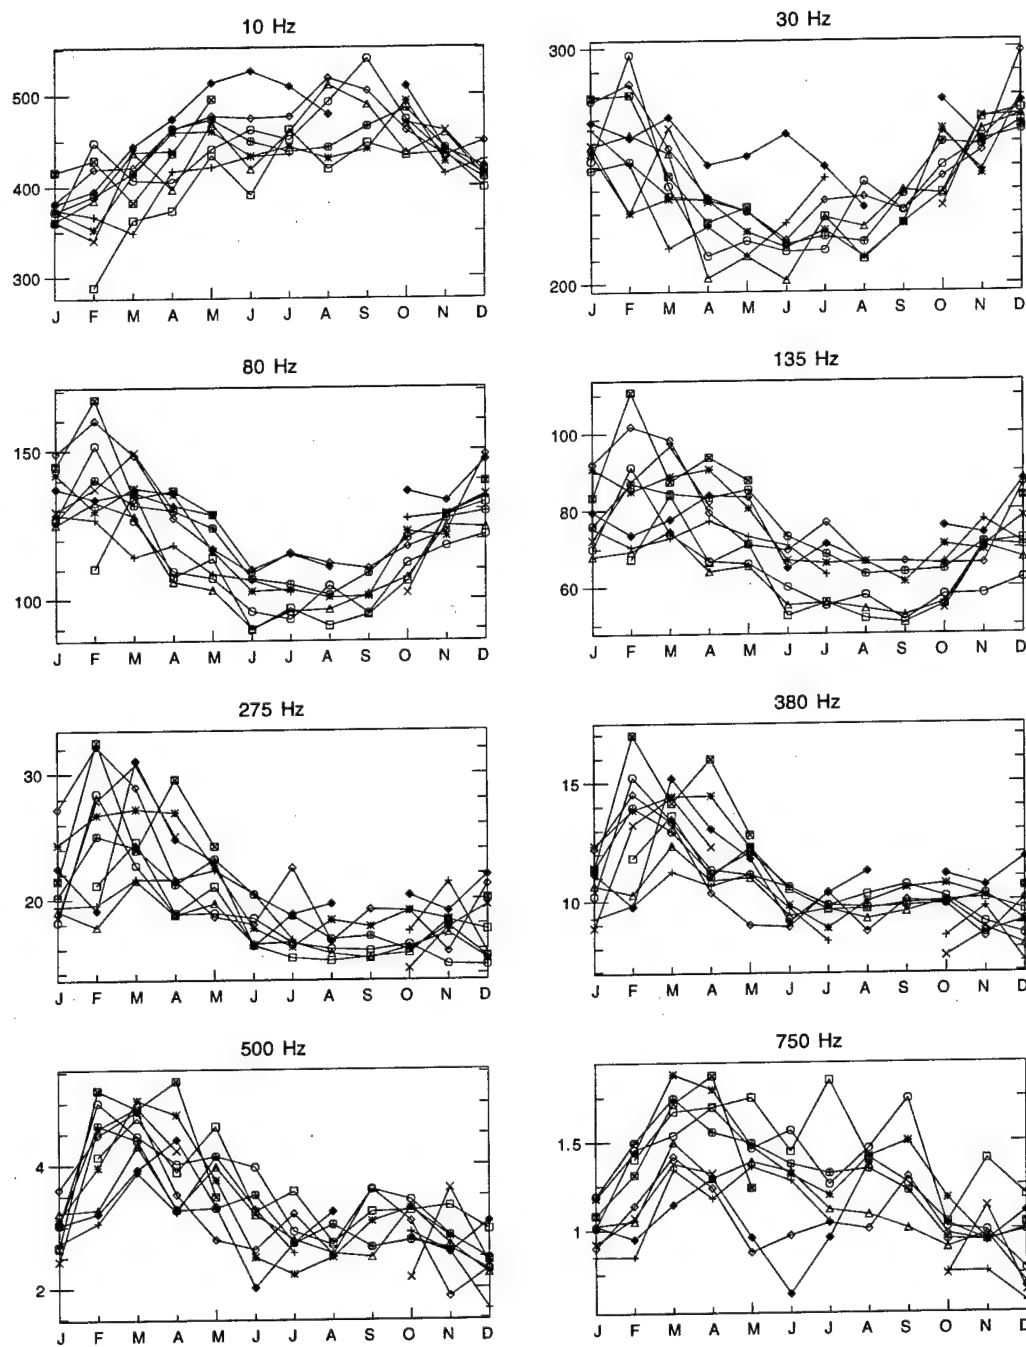 10 Hz
500
400
300
J F M A M J J A S O N D
30 Hz
300
200
J F M A M J J A S O N D
80 Hz
150
100
J F M A M J J A S O N D
135 Hz
100
80
60
J F M A M J J A S O N D
275 Hz
30
20
J F M A M J J A S O N D
380 Hz
15
10
J F M A M J J A S O N D
500 Hz
4
2
J F M A M J J A S O N D
750 Hz
1.5
1
J F M A M J J A S O N D